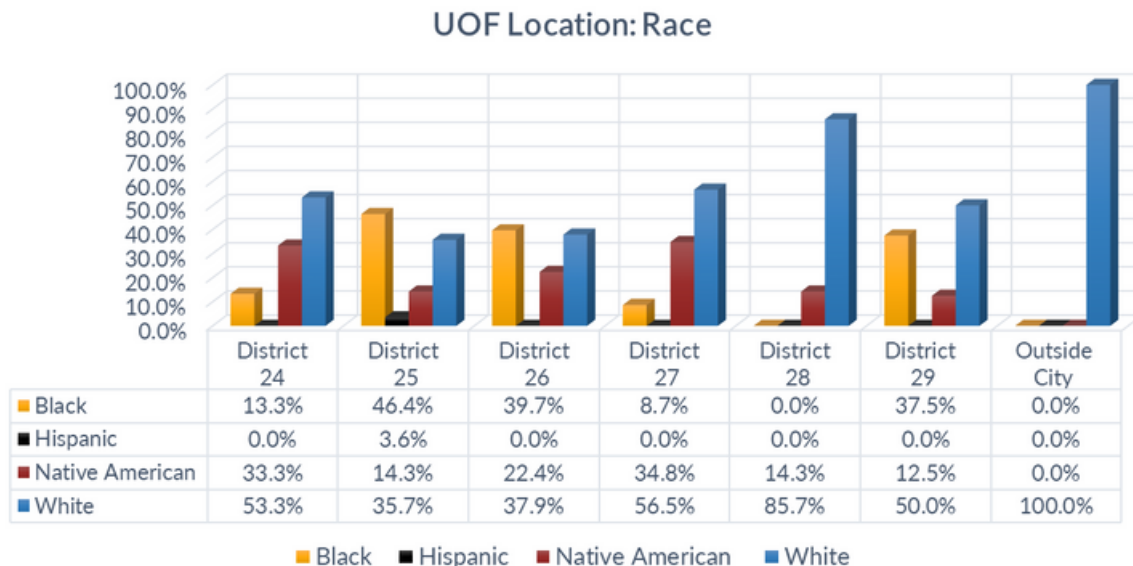 UOF Location: Race
100.0%
90.0%
80.0%
70.0%
60.0%
50.0%
40.0%
30.0%
20.0%
10.0%
0.0%
District 24 District 25 District 26 District 27 District 28 District 29 Outside City
Black 13.3% 46.4% 39.7% 8.7% 0.0% 37.5% 0.0%
Hispanic 0.0% 3.6% 0.0% 0.0% 0.0% 0.0% 0.0%
Native American 33.3% 14.3% 22.4% 34.8% 14.3% 12.5% 0.0%
White 53.3% 35.7% 37.9% 56.5% 85.7% 50.0% 100.0%
Black Hispanic Native American White